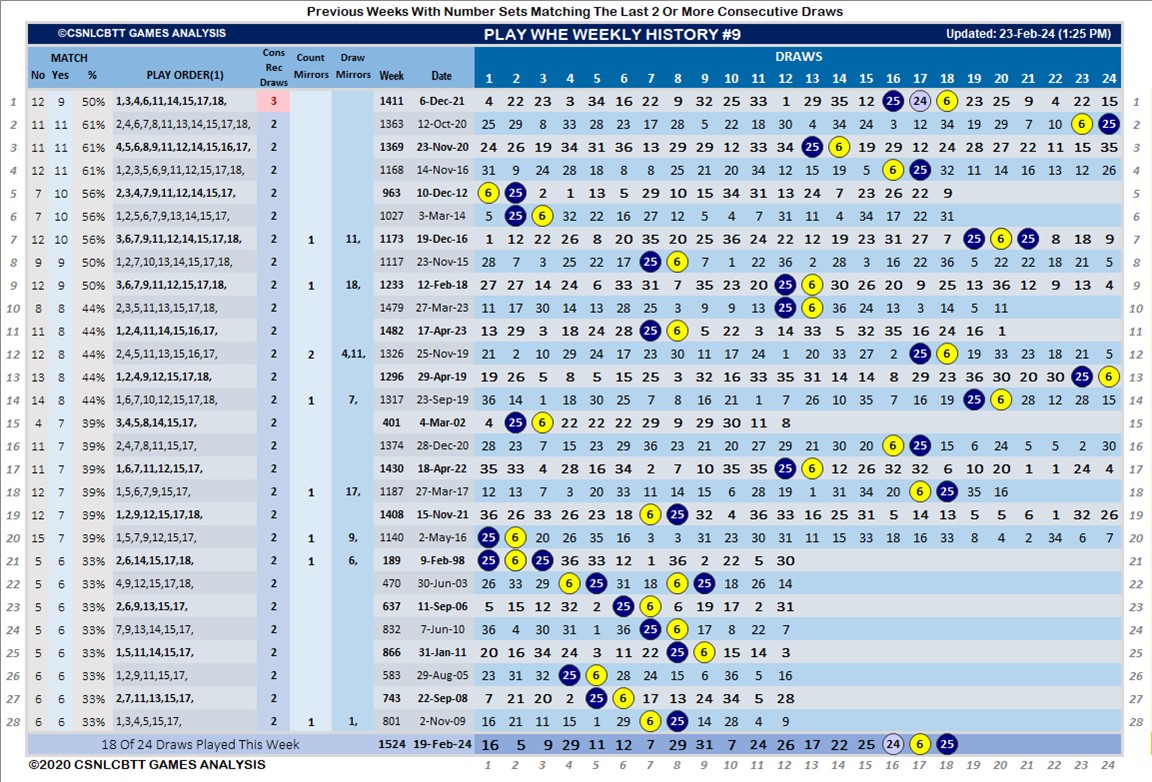 Previous Weeks With Number Sets Matching The Last 2 Or More Consecutive Draws
©CSNLCBTT GAMES ANALYSIS PLAY WHE WEEKLY HISTORY #9 Updated: 23-Feb-24 (1:25 PM)
MATCH Cons Rec Draws Count Mirrors Draw Mirrors DRAWS
No Yes % PLAY ORDER(1) Week Date 1 2 3 4 5 6 7 8 9 10 11 12 13 14 15 16 17 18 19 20 21 22 23 24
1 12 9 50% 1,3,4,6,11,14,15,17,18, 3 1411 6-Dec-21 4 22 23 3 34 16 22 9 32 25 33 1 29 35 12 25 24 6 23 25 9 4 22 15 1
2 11 11 61% 2,4,6,7,8,11,13,14,15,17,18, 2 1363 12-Oct-20 25 29 8 33 28 23 17 28 5 22 18 30 4 34 24 3 12 34 19 29 7 10 6 25 2
3 11 11 61% 4,5,6,8,9,11,12,14,15,16,17, 2 1369 23-Nov-20 24 26 19 34 31 36 13 29 29 12 33 34 25 6 19 29 12 24 28 27 22 11 15 35 3
4 12 11 61% 1,2,3,5,6,9,11,12,15,17,18, 2 1168 14-Nov-16 31 9 24 28 18 8 8 25 21 20 34 12 15 19 5 6 25 32 11 14 16 13 12 26 4
5 7 10 56% 2,3,4,7,9,11,12,14,15,17, 2 963 10-Dec-12 6 25 2 1 13 5 29 10 15 34 31 13 24 7 23 26 22 9 5
6 7 10 56% 1,2,5,6,7,9,13,14,15,17, 2 1027 3-Mar-14 5 25 6 32 22 16 27 12 5 4 7 31 11 4 34 17 22 31 6
7 12 10 56% 3,6,7,9,11,12,14,15,17,18, 2 1 11, 1173 19-Dec-16 1 12 22 26 8 20 35 20 25 36 24 22 12 19 23 31 27 7 25 6 25 8 18 9 7
8 9 9 50% 1,2,7,10,13,14,15,17,18, 2 1117 23-Nov-15 28 7 3 25 22 17 25 6 7 1 22 36 2 28 3 16 22 36 5 22 22 18 21 5 8
9 12 9 50% 3,6,7,9,11,12,15,17,18, 2 1 18, 1233 12-Feb-18 27 27 14 24 6 33 31 7 35 23 20 25 6 30 26 20 9 25 13 36 12 9 13 4 9
10 8 8 44% 2,3,5,11,13,15,17,18, 2 1479 27-Mar-23 11 17 30 14 13 28 25 3 9 9 13 25 6 36 24 13 3 14 5 11 10
11 11 8 44% 1,2,4,11,14,15,16,17, 2 1482 17-Apr-23 13 29 3 18 24 28 25 6 5 22 3 14 33 5 32 35 16 24 16 1 11
12 12 8 44% 2,4,5,11,13,15,16,17, 2 2 4,11, 1326 25-Nov-19 21 2 10 29 24 17 23 30 11 17 24 1 20 33 27 2 25 6 19 33 23 18 21 5 12
13 13 8 44% 1,2,4,9,12,15,17,18, 2 1296 29-Apr-19 19 26 5 8 5 15 25 3 32 16 33 35 31 14 14 8 29 23 36 30 20 30 25 6 13
14 14 8 44% 1,6,7,10,12,15,17,18, 2 1 7, 1317 23-Sep-19 36 14 1 18 30 25 7 8 16 21 1 7 26 10 35 7 16 19 25 6 28 12 28 15 14
15 4 7 39% 3,4,5,8,14,15,17, 2 401 4-Mar-02 4 25 6 22 22 22 29 9 29 30 11 8 15
16 11 7 39% 2,4,7,8,11,15,17, 2 1374 28-Dec-20 28 23 7 15 23 29 36 23 21 20 27 29 21 30 20 6 25 15 6 24 5 5 2 30 16
17 11 7 39% 1,6,7,11,12,15,17, 2 1430 18-Apr-22 35 33 4 28 16 34 2 7 10 35 35 25 6 12 26 32 32 6 10 20 1 1 24 4 17
18 12 7 39% 1,5,6,7,9,15,17, 2 1 17, 1187 27-Mar-17 12 13 7 3 20 33 11 14 15 6 28 19 1 31 34 20 6 25 35 16 18
19 12 7 39% 1,2,9,12,15,17,18, 2 1408 15-Nov-21 36 26 33 26 23 18 6 25 32 4 36 33 16 25 31 5 14 13 5 5 6 1 32 26 19
20 15 7 39% 1,5,7,9,12,15,17, 2 1 9, 1140 2-May-16 25 6 20 26 35 16 3 3 31 23 30 31 11 15 33 18 16 33 8 4 2 34 6 7 20
21 5 6 33% 2,6,14,15,17,18, 2 1 6, 189 9-Feb-98 25 6 25 36 33 12 1 36 2 22 5 30 21
22 6 6 33% 4,9,12,15,17,18, 2 470 30-Jun-03 26 33 29 6 25 31 18 6 25 18 26 14 22
23 5 6 33% 2,6,9,13,15,17, 2 637 11-Sep-06 5 15 12 32 2 25 6 6 19 17 2 31 23
24 5 6 33% 7,9,13,14,15,17, 2 832 7-Jun-10 36 4 30 31 1 36 25 6 17 8 22 7 24
25 5 6 33% 1,5,11,14,15,17, 2 866 31-Jan-11 20 16 34 24 3 11 22 25 6 15 14 3 25
26 6 6 33% 1,2,9,11,15,17, 2 583 29-Aug-05 23 31 32 25 6 28 24 15 6 36 5 16 26
27 6 6 33% 2,7,11,13,15,17, 2 743 22-Sep-08 7 21 20 2 25 6 17 13 24 34 5 28 27
28 6 6 33% 1,3,4,5,15,17, 2 1 1, 801 2-Nov-09 16 21 11 15 1 29 6 25 14 28 4 9 28
18 Of 24 Draws Played This Week 1524 19-Feb-24 16 5 9 29 11 12 7 29 31 7 24 26 17 22 25 24 6 25
©2020 CSNLCBTT GAMES ANALYSIS 1 2 3 4 5 6 7 8 9 10 11 12 13 14 15 16 17 18 19 20 21 22 23 24